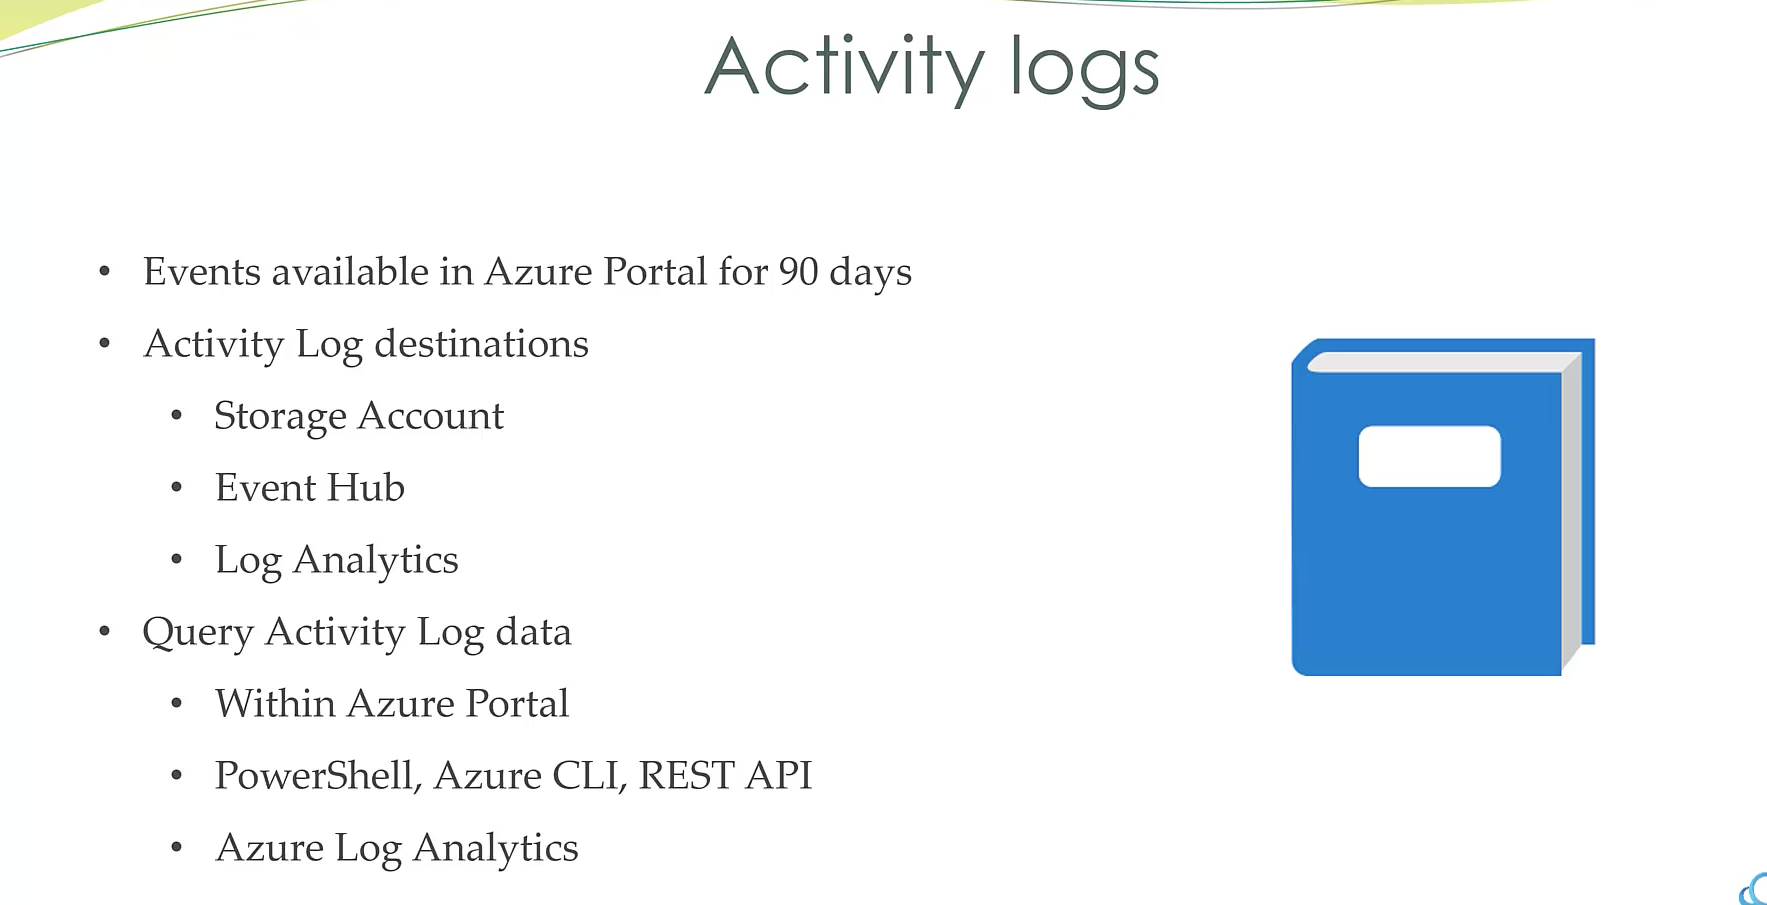 Activity logs
• Events available in Azure Portal for 90 days
• Activity Log destinations
• Storage Account
• Event Hub
• Log Analytics
• Query Activity Log data
• Within Azure Portal
• PowerShell, Azure CLI, REST API
• Azure Log Analytics